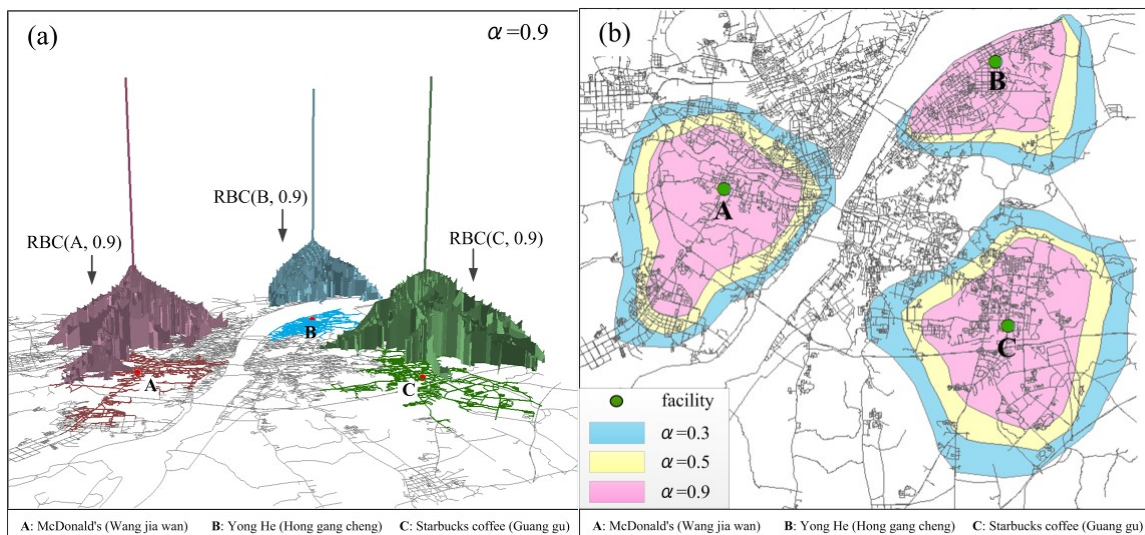 (a)
α=0.9
RBC(B, 0.9)
RBC(A, 0.9)
RBC(C, 0.9)
B
A
C
A: McDonald's (Wang jia wan) B: Yong He (Hong gang cheng) C: Starbucks coffee (Guang gu)
(b)
B
A
C
facility
α=0.3
α=0.5
α=0.9
A: McDonald's (Wang jia wan) B: Yong He (Hong gang cheng) C: Starbucks coffee (Guang gu)